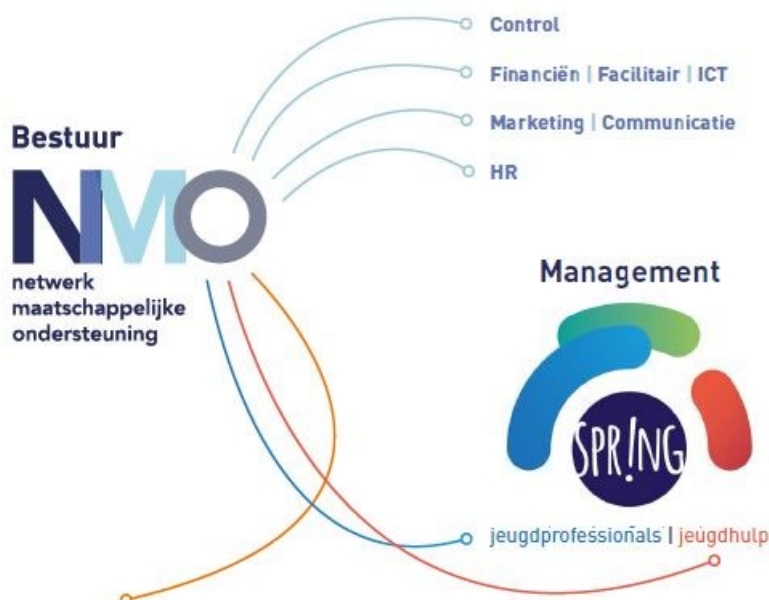 Control
Financiën | Facilitair | ICT
Marketing | Communicatie
HR
Bestuur
NMO
netwerk
maatschappelijke
ondersteuning
Management
SPR!NG
jeugdprofessionals | jeugdhulp